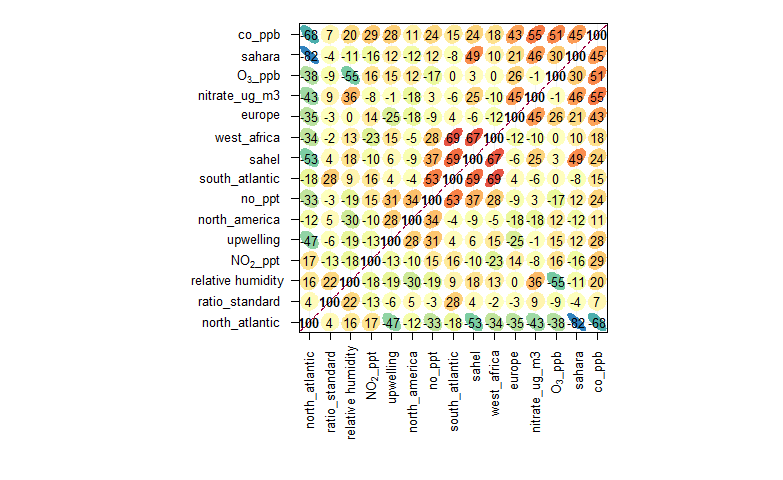 co_ppb -68 7 20 29 28 11 24 15 24 18 43 55 51 45 100
sahara -82 -4 -11 -16 12 -12 12 -8 49 10 21 46 30 100 45
O₃_ppb -38 -9 -55 16 15 12 -17 0 3 0 26 -1 100 30 51
nitrate_ug_m3 -43 9 36 -8 -1 -18 3 -6 25 -10 45 100 -1 46 55
europe -35 -3 0 14 -25 -18 -9 4 -6 -12 100 45 26 21 43
west_africa -34 -2 13 -23 15 -5 28 69 67 100 -12 -10 0 10 18
sahel -53 4 18 -10 6 -9 37 59 100 67 -6 25 3 49 24
south_atlantic -18 28 9 16 4 -4 53 100 59 69 4 -6 0 -8 15
no_ppt -33 -3 -19 15 31 34 100 53 37 28 -9 3 -17 12 24
north_america -12 5 -30 -10 28 100 34 -4 -9 -5 -18 -18 12 -12 11
upwelling -47 -6 -19 -13 100 28 31 4 6 15 -25 -1 15 12 28
NO₂_ppt 17 -13 -18 100 -13 -10 15 16 -10 -23 14 -8 16 -16 29
relative humidity 16 22 100 -18 -19 -30 -19 9 18 13 0 36 -55 -11 20
ratio_standard 4 100 22 -13 -6 5 -3 28 4 -2 -3 9 -9 -4 7
north_atlantic 100 4 16 17 -47 -12 -33 -18 -53 -34 -35 -43 -38 -82 -68
north_atlantic
ratio_standard
relative humidity
NO₂_ppt
upwelling
north_america
no_ppt
south_atlantic
sahel
west_africa
europe
nitrate_ug_m3
O₃_ppb
sahara
co_ppb